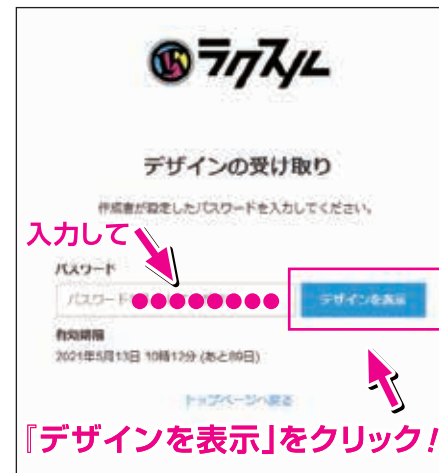 ラクスル
デザインの受け取り
作成者が設定したパスワードを入力してください。
入力して
パスワード
パスワード
デザインを表示
有効期限
2021年5月13日 10時12分 (あと89日)
トップページへ戻る
『デザインを表示」をクリック!